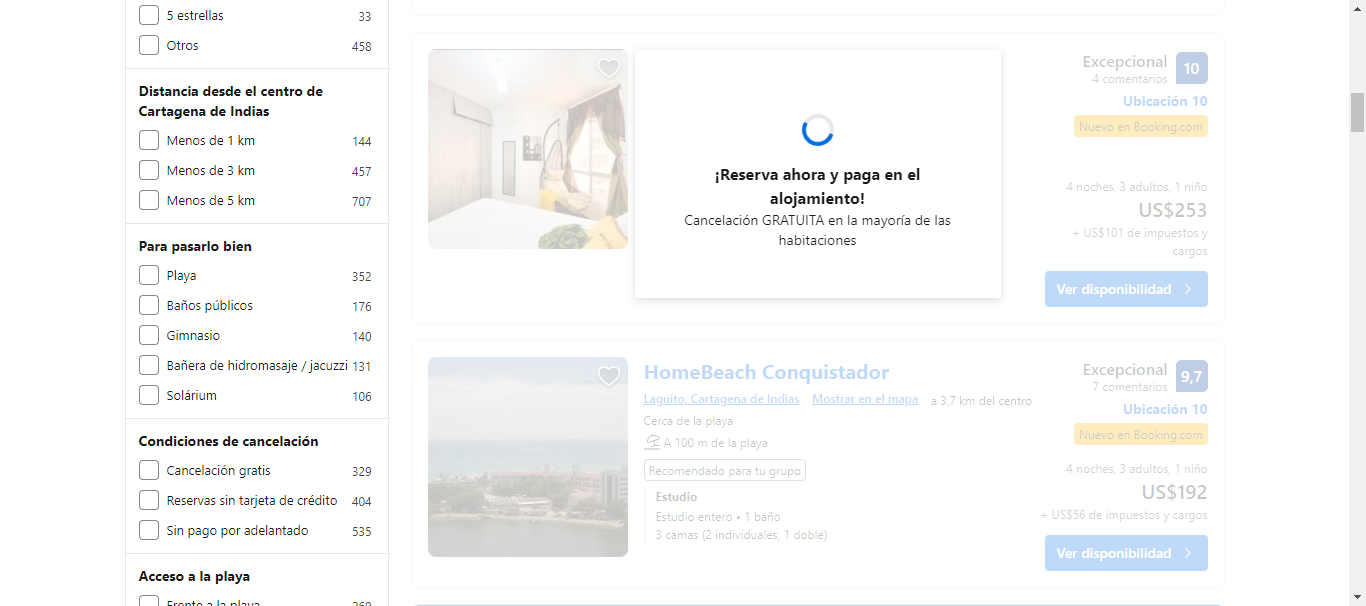 5 estrellas 33
Otros 458
Distancia desde el centro de
Cartagena de Indias
Menos de 1 km 144
Menos de 3 km 457
Menos de 5 km 707
Para pasarlo bien
Playa 352
Baños públicos 176
Gimnasio 140
Bañera de hidromasaje / jacuzzi 131
Solárium 106
Condiciones de cancelación
Cancelación gratis 329
Reservas sin tarjeta de crédito 404
Sin pago por adelantado 535
Acceso a la playa
Frente a la playa 260
¡Reserva ahora y paga en el
alojamiento!
Cancelación GRATUITA en la mayoría de las
habitaciones
Excepcional 10
4 comentarios
Ubicación 10
Nuevo en Booking.com
4 noches, 3 adultos, 1 niño
US$253
+ US$101 de impuestos y
cargos
Ver disponibilidad
HomeBeach Conquistador
Laguito, Cartagena de Indias Mostrar en el mapa a 3,7 km del centro
Cerca de la playa
A 100 m de la playa
Recomendado para tu grupo
Estudio
Estudio entero • 1 baño
3 camas (2 individuales, 1 doble)
Excepcional 9,7
7 comentarios
Ubicación 10
Nuevo en Booking.com
4 noches, 3 adultos, 1 niño
US$192
+ US$56 de impuestos y cargos
Ver disponibilidad